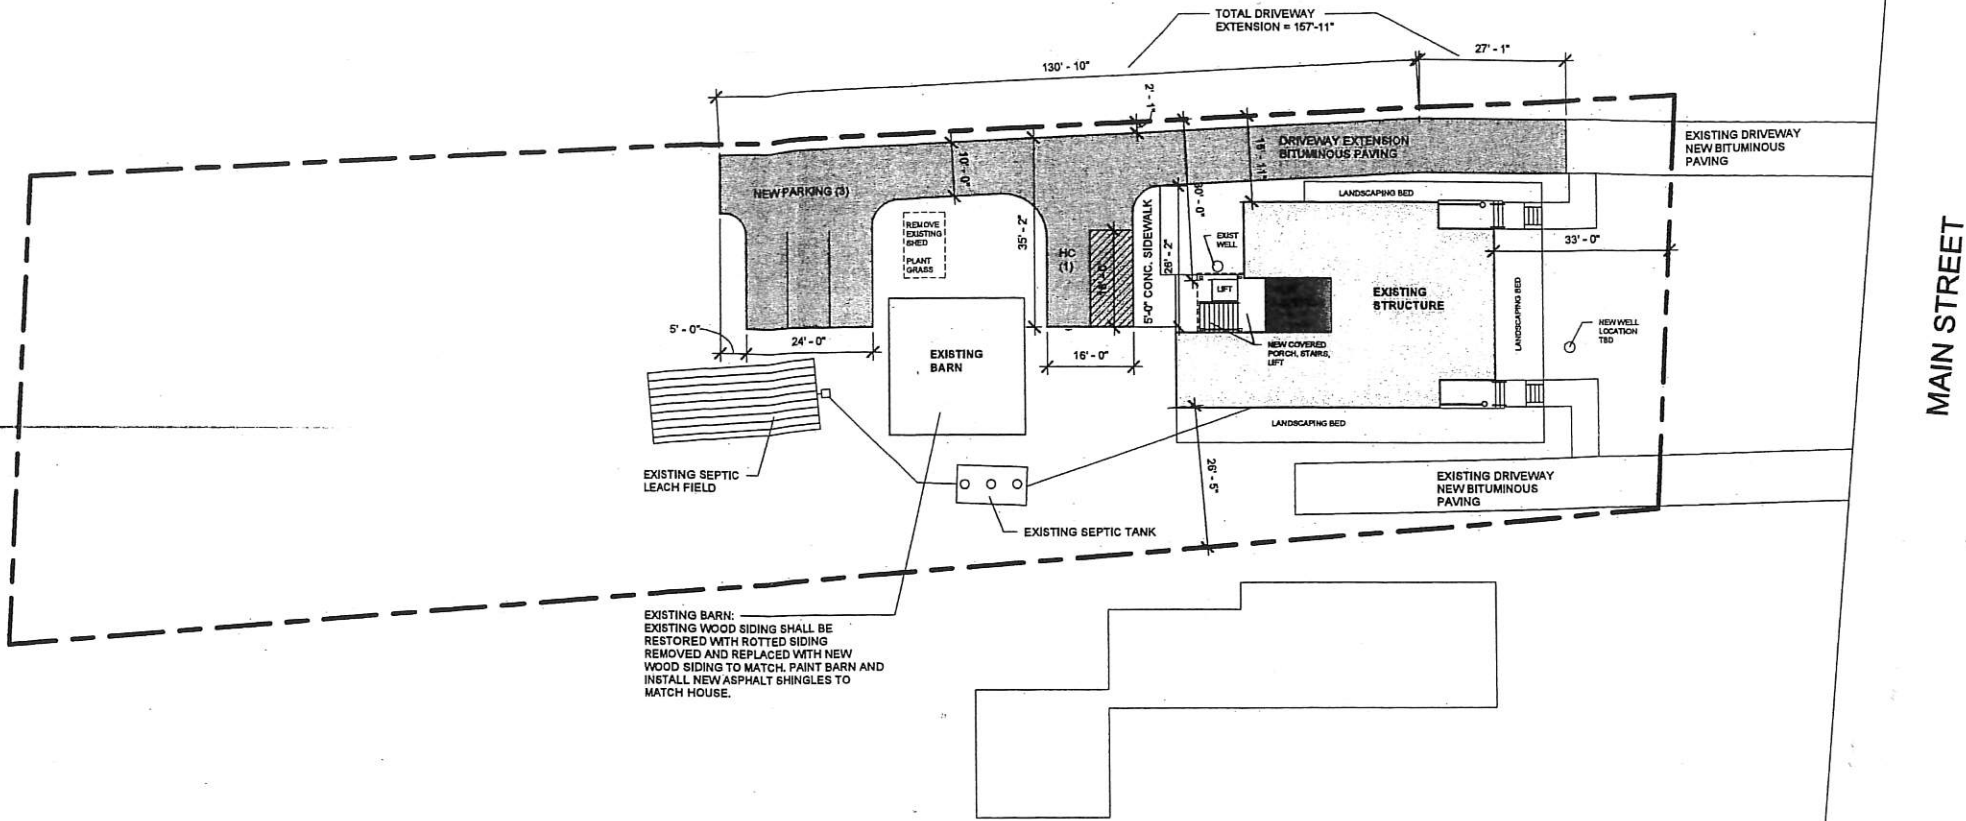 TOTAL DRIVEWAY
EXTENSION = 157'-11"
27' - 1"
130' - 10"
2' - 1"
DRIVEWAY EXTENSION
BITUMINOUS PAVING
EXISTING DRIVEWAY
NEW BITUMINOUS
PAVING
10' - 0"
NEW PARKING (3)
LANDSCAPING BED
REMOVE
EXISTING
SHED
PLANT
GRASS
35' - 2"
HC
(1)
5'-0" CONC. SIDEWALK
26' - 2"
EXIST
WELL
LIFT
33' - 0"
EXISTING
STRUCTURE
LANDSCAPING BED
NEW WELL
LOCATION
TBD
MAIN STREET
5' - 0"
24' - 0"
EXISTING
BARN
16' - 0"
NEW COVERED
PORCH, STAIRS,
LIFT
LANDSCAPING BED
26' - 5"
EXISTING SEPTIC
LEACH FIELD
EXISTING DRIVEWAY
NEW BITUMINOUS
PAVING
EXISTING SEPTIC TANK
EXISTING BARN:
EXISTING WOOD SIDING SHALL BE
RESTORED WITH ROTTED SIDING
REMOVED AND REPLACED WITH NEW
WOOD SIDING TO MATCH. PAINT BARN AND
INSTALL NEW ASPHALT SHINGLES TO
MATCH HOUSE.